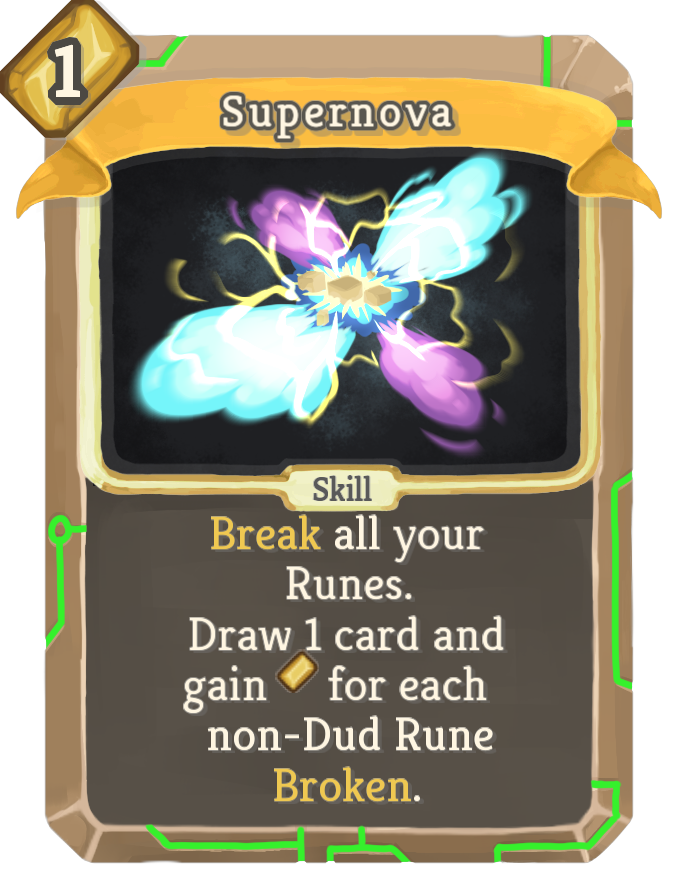 1
Supernova
Skill
Break all your
Runes.
Draw 1 card and
gain for each
non-Dud Rune
Broken.